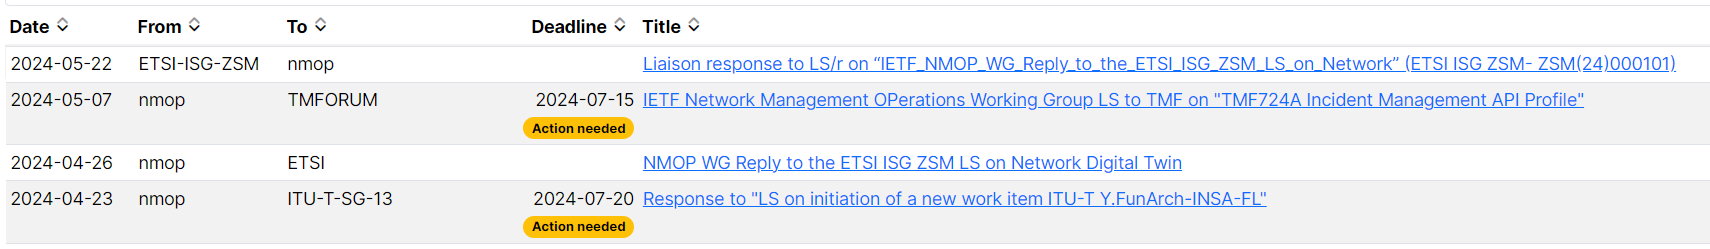 Date From To Deadline Title
2024-05-22 ETSI-ISG-ZSM nmop Liaison response to LS/r on “IETF_NMOP_WG_Reply_to_the_ETSI_ISG_ZSM_LS_on_Network” (ETSI ISG ZSM- ZSM(24)000101)
2024-05-07 nmop TMFORUM 2024-07-15 IETF Network Management OPerations Working Group LS to TMF on "TMF724A Incident Management API Profile"
Action needed
2024-04-26 nmop ETSI NMOP WG Reply to the ETSI ISG ZSM LS on Network Digital Twin
2024-04-23 nmop ITU-T-SG-13 2024-07-20 Response to "LS on initiation of a new work item ITU-T Y.FunArch-INSA-FL"
Action needed